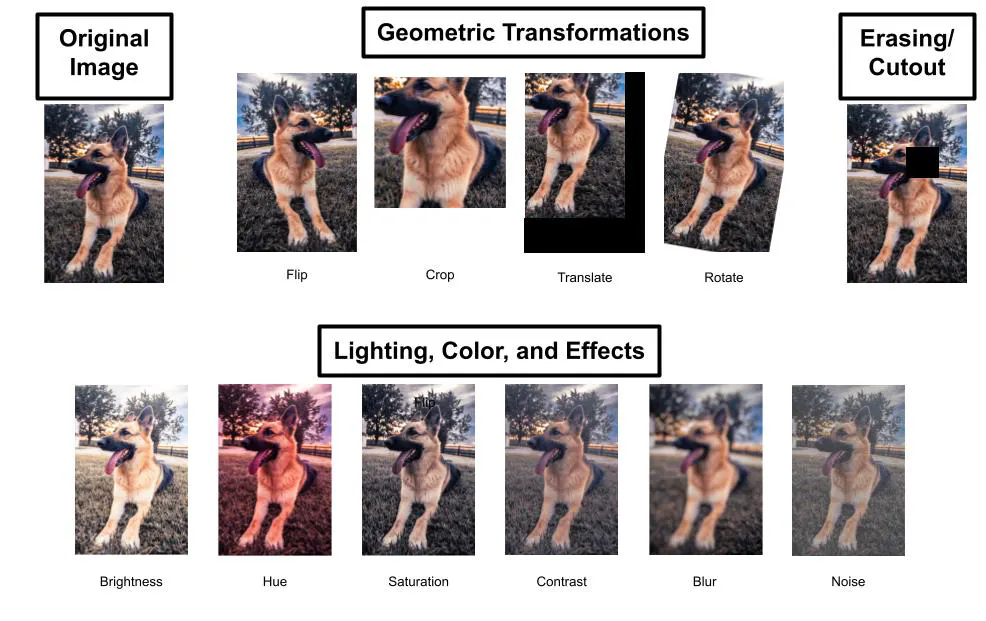 Original
Image
Geometric Transformations
Erasing/
Cutout
Flip
Crop
Translate
Rotate
Lighting, Color, and Effects
Flip
Brightness
Hue
Saturation
Contrast
Blur
Noise